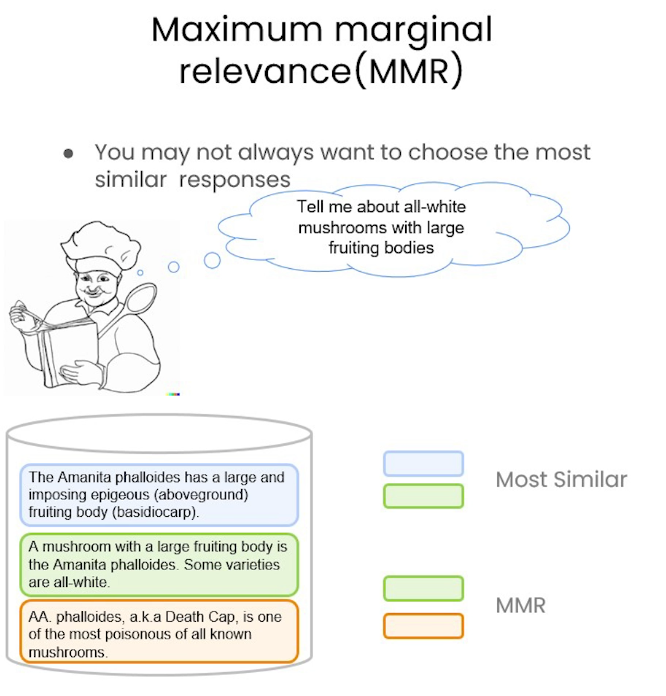 Maximum marginal
relevance(MMR)
● You may not always want to choose the most
similar responses
Tell me about all-white
mushrooms with large
fruiting bodies
The Amanita phalloides has a large and
imposing epigeous (aboveground)
fruiting body (basidiocarp).
A mushroom with a large fruiting body is
the Amanita phalloides. Some varieties
are all-white.
AA. phalloides, a.k.a Death Cap, is one
of the most poisonous of all known
mushrooms.
Most Similar
MMR